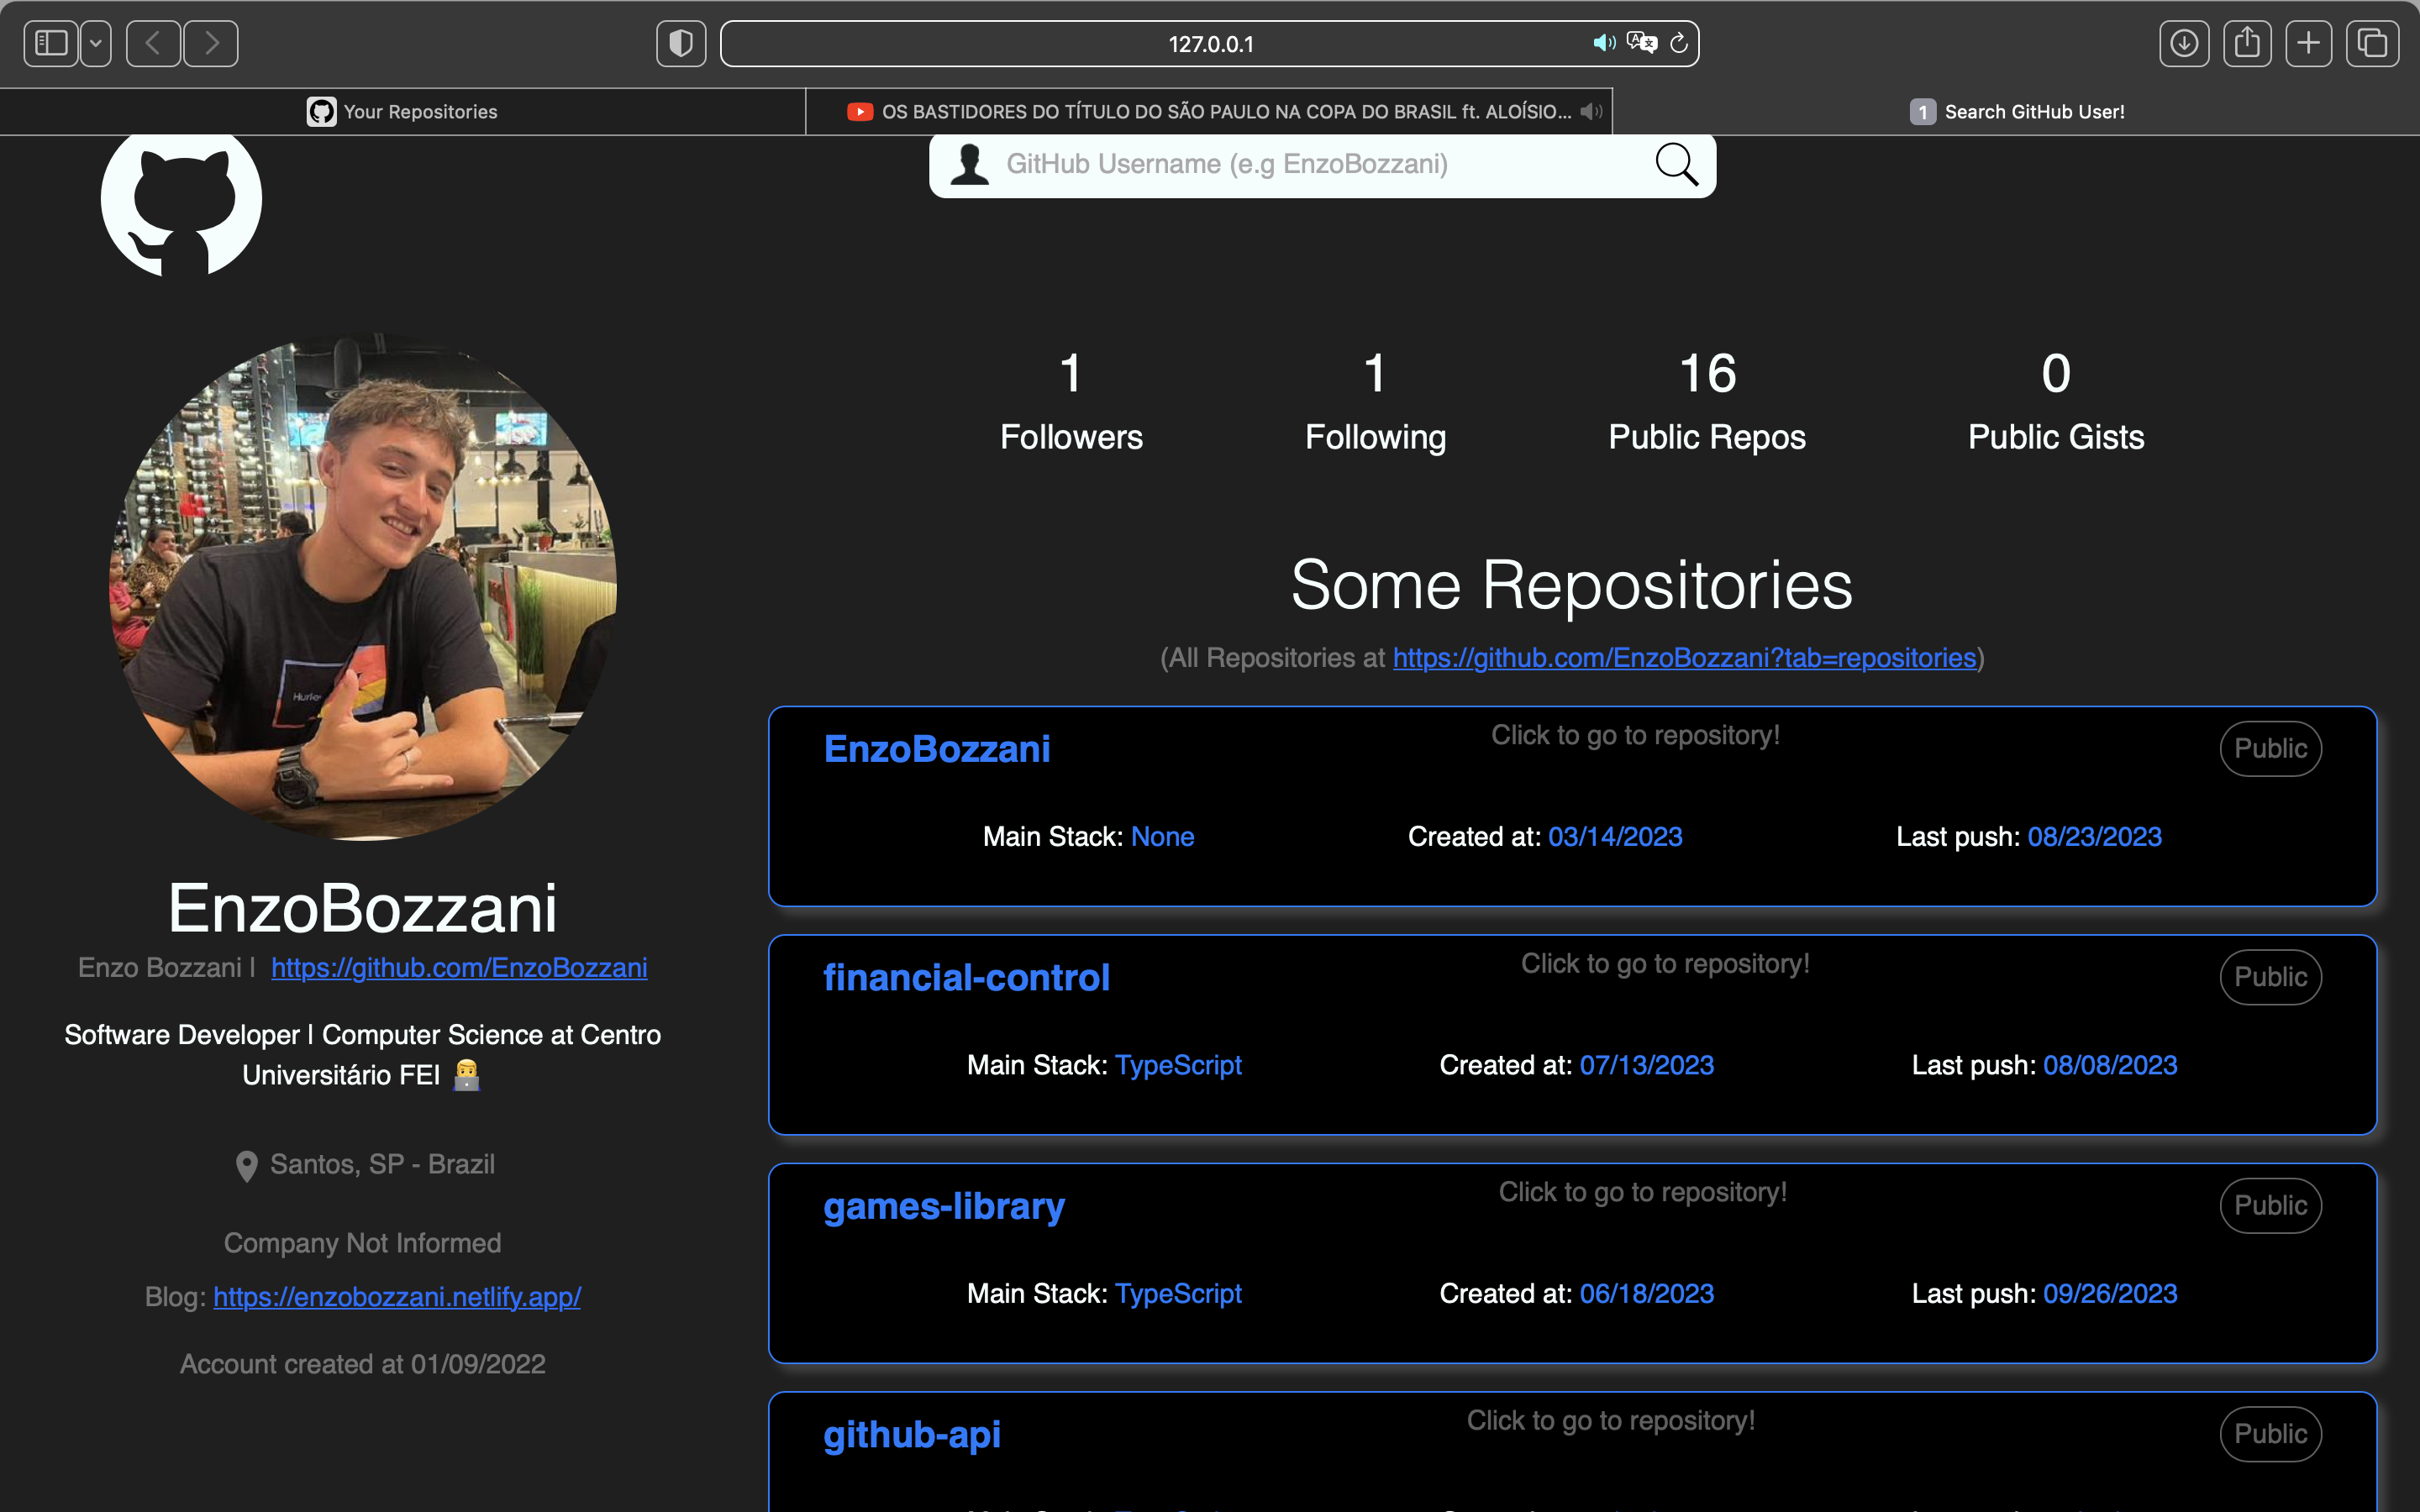 127.0.0.1
Your Repositories
OS BASTIDORES DO TÍTULO DO SÃO PAULO NA COPA DO BRASIL ft. ALOÍSIO...
1 Search GitHub User!
GitHub Username (e.g EnzoBozzani)
1
Followers
1
Following
16
Public Repos
0
Public Gists
Some Repositories
(All Repositories at https://github.com/EnzoBozzani?tab=repositories)
EnzoBozzani
Enzo Bozzani | https://github.com/EnzoBozzani
Software Developer | Computer Science at Centro
Universitário FEI
Santos, SP - Brazil
Company Not Informed
Blog: https://enzobozzani.netlify.app/
Account created at 01/09/2022
EnzoBozzani Click to go to repository! Public
Main Stack: None Created at: 03/14/2023 Last push: 08/23/2023
financial-control Click to go to repository! Public
Main Stack: TypeScript Created at: 07/13/2023 Last push: 08/08/2023
games-library Click to go to repository! Public
Main Stack: TypeScript Created at: 06/18/2023 Last push: 09/26/2023
github-api Click to go to repository! Public